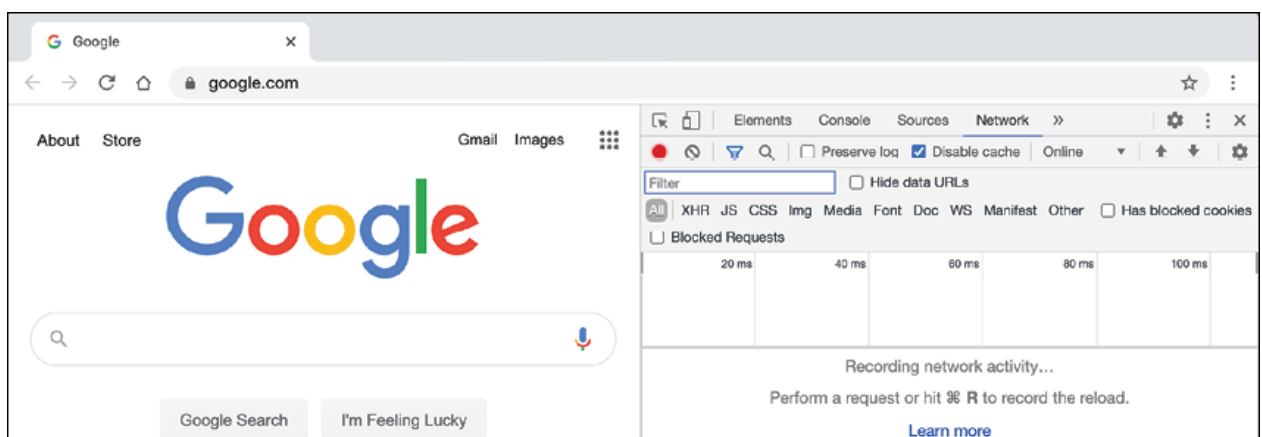 Google
google.com
About Store Gmail Images
Google
Google Search I'm Feeling Lucky
Elements Console Sources Network
Preserve log Disable cache Online
Filter Hide data URLs
All XHR JS CSS Img Media Font Doc WS Manifest Other Has blocked cookies
Blocked Requests
20 ms 40 ms 60 ms 80 ms 100 ms
Recording network activity...
Perform a request or hit ⌘ R to record the reload.
Learn more